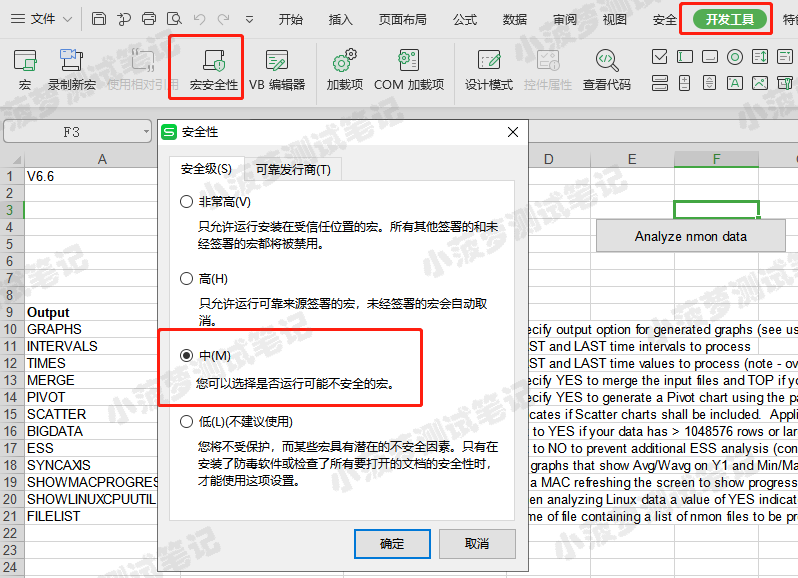 文件 开始 插入 页面布局 公式 数据 审阅 视图 安全 开发工具 特
宏 录制新宏 使用相对引用 宏安全性 VB 编辑器 加载项 COM 加载项 设计模式 控件属性 查看代码
F3
安全性
A D E F
安全级(S) 可靠发行商(T)
1 V6.6
2
非常高(V)
3
只允许运行安装在受信任位置的宏。所有其他签署的和未
4
经签署的宏都将被禁用。
5 Analyze nmon data
6
7
高(H)
8
只允许运行可靠来源签署的宏，未经签署的宏会自动取
消。
9 Output
10 GRAPHS ecify output option for generated graphs (see us
11 INTERVALS ST and LAST time intervals to process
中(M)
12 TIMES ST and LAST time values to process (note - ov
13 MERGE ecify YES to merge the input files and TOP if yo
您可以选择是否运行可能不安全的宏。
14 PIVOT ecify YES to generate a Pivot chart using the pa
15 SCATTER cates if Scatter charts shall be included. Appli
低(L)(不建议使用)
16 BIGDATA to YES if your data has > 1048576 rows or lar
17 ESS to NO to prevent additional ESS analysis (con
您将不受保护，而某些宏具有潜在的不安全因素。只有在
18 SYNCAXIS graphs that show Avg/Wavg on Y1 and Min/Ma
安装了防毒软件或检查了所有要打开的文档的安全性时，
19 SHOWMACPROGRES a MAC refreshing the screen to show progress
才能使用这项设置。
20 SHOWLINUXCPUUTIL en analyzing Linux data a value of YES indicat
21 FILELIST me of file containing a list of nmon files to be pr
22
23
确定 取消
24
小菠萝测试笔记